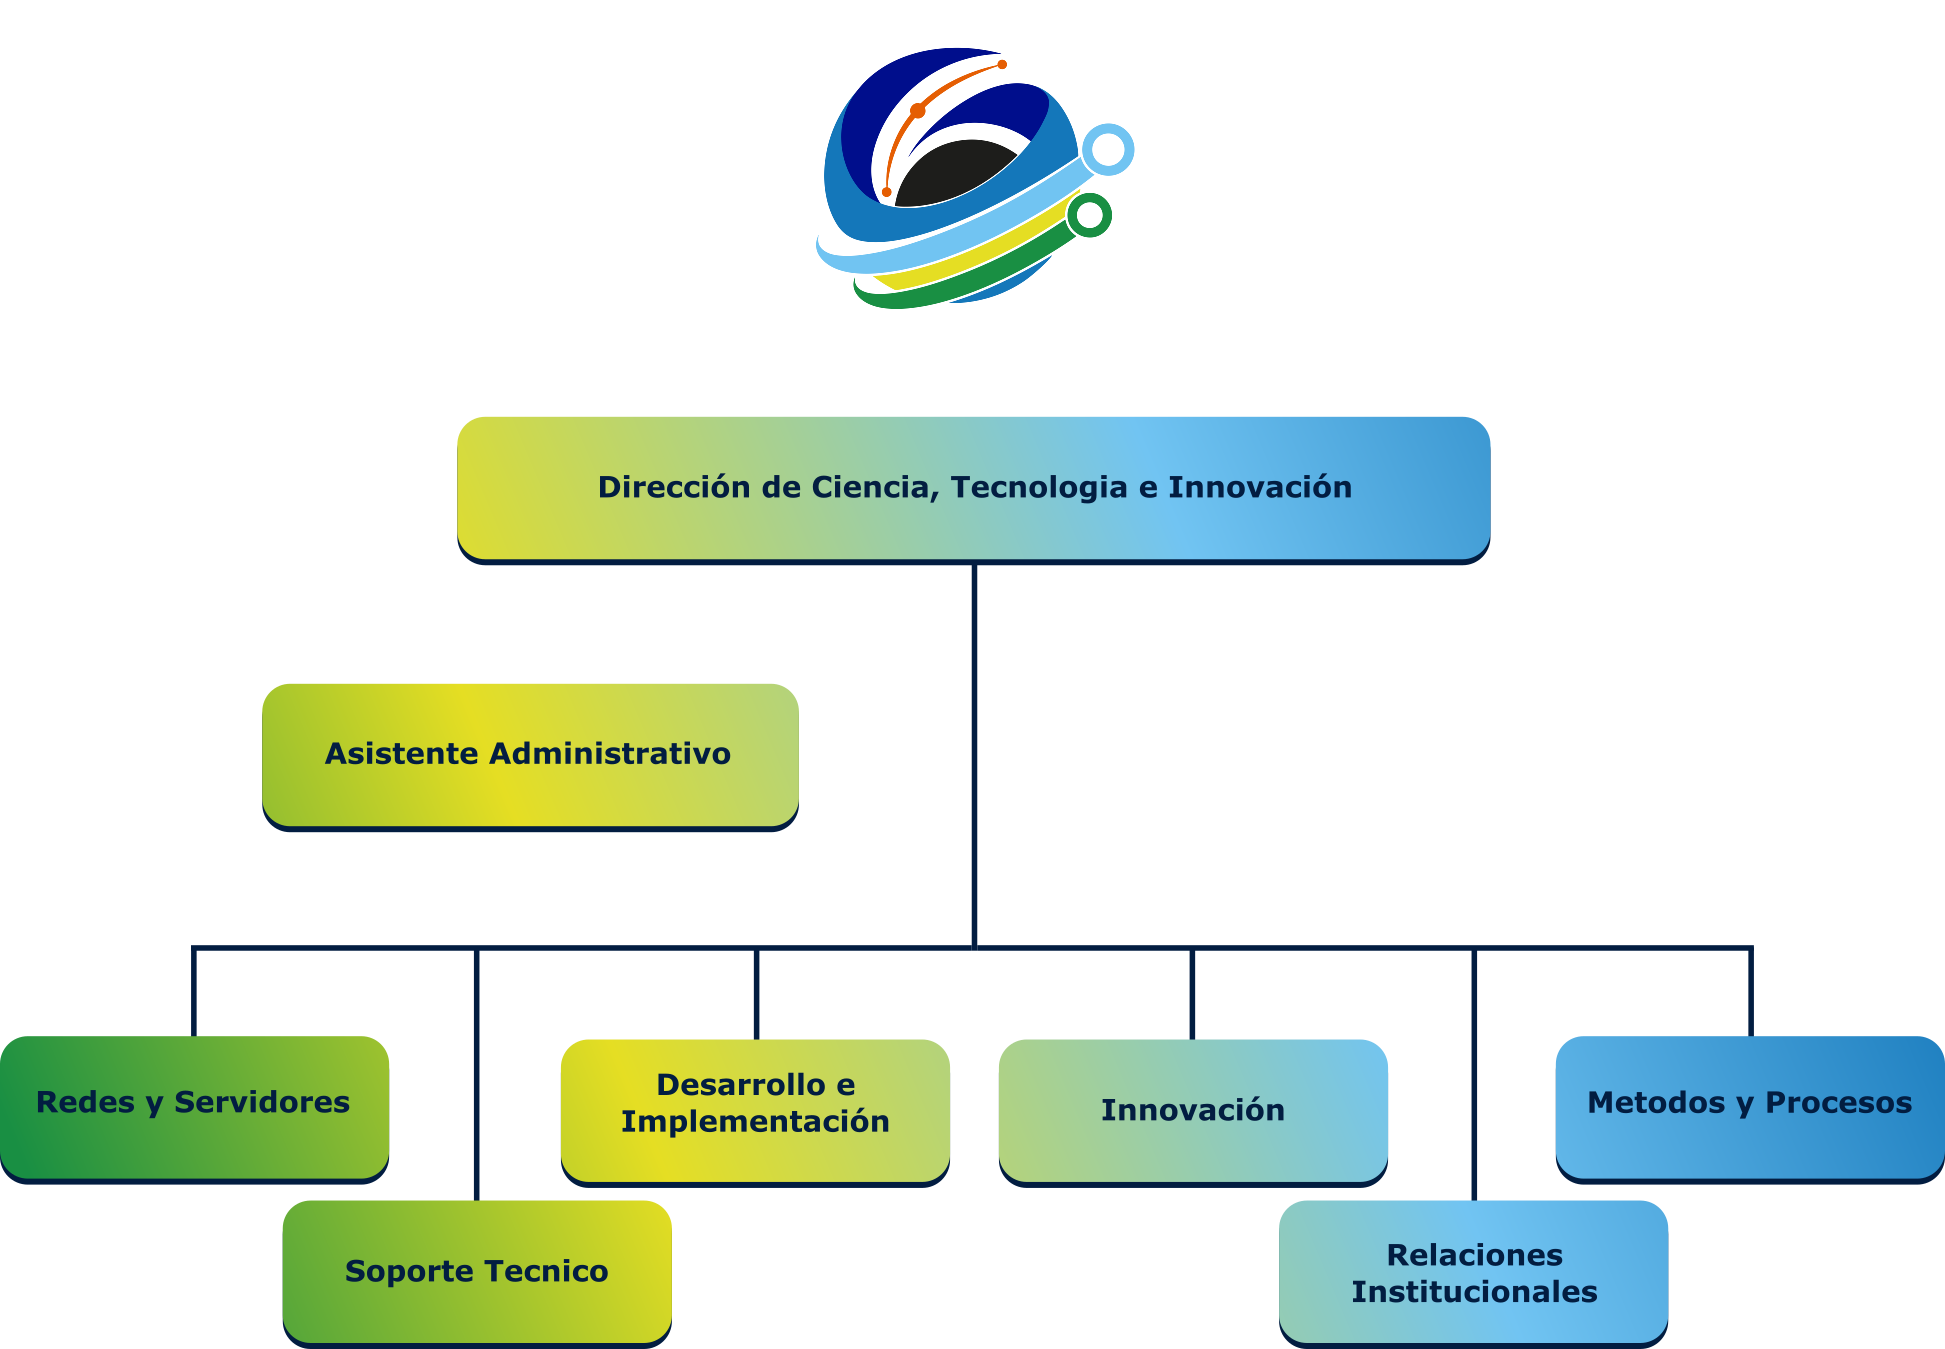 Dirección de Ciencia, Tecnologia e Innovación
Asistente Administrativo
Redes y Servidores
Soporte Tecnico
Desarrollo e
Implementación
Innovación
Relaciones
Institucionales
Metodos y Procesos